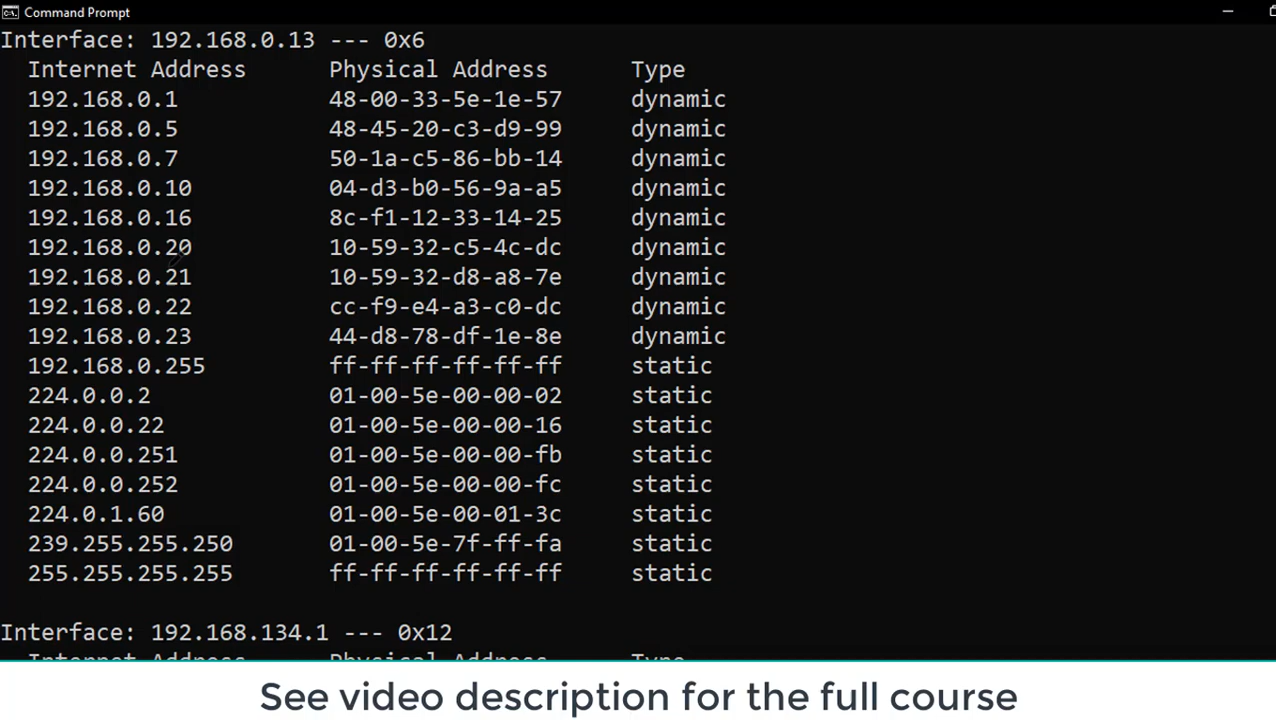 Command Prompt
Interface: 192.168.0.13 --- 0x6
Internet Address Physical Address Type
192.168.0.1 48-00-33-5e-1e-57 dynamic
192.168.0.5 48-45-20-c3-d9-99 dynamic
192.168.0.7 50-1a-c5-86-bb-14 dynamic
192.168.0.10 04-d3-b0-56-9a-a5 dynamic
192.168.0.16 8c-f1-12-33-14-25 dynamic
192.168.0.20 10-59-32-c5-4c-dc dynamic
192.168.0.21 10-59-32-d8-a8-7e dynamic
192.168.0.22 cc-f9-e4-a3-c0-dc dynamic
192.168.0.23 44-d8-78-df-1e-8e dynamic
192.168.0.255 ff-ff-ff-ff-ff-ff static
224.0.0.2 01-00-5e-00-00-02 static
224.0.0.22 01-00-5e-00-00-16 static
224.0.0.251 01-00-5e-00-00-fb static
224.0.0.252 01-00-5e-00-00-fc static
224.0.1.60 01-00-5e-00-01-3c static
239.255.255.250 01-00-5e-7f-ff-fa static
255.255.255.255 ff-ff-ff-ff-ff-ff static
Interface: 192.168.134.1 --- 0x12
Internet Address Physical Address Type
See video description for the full course